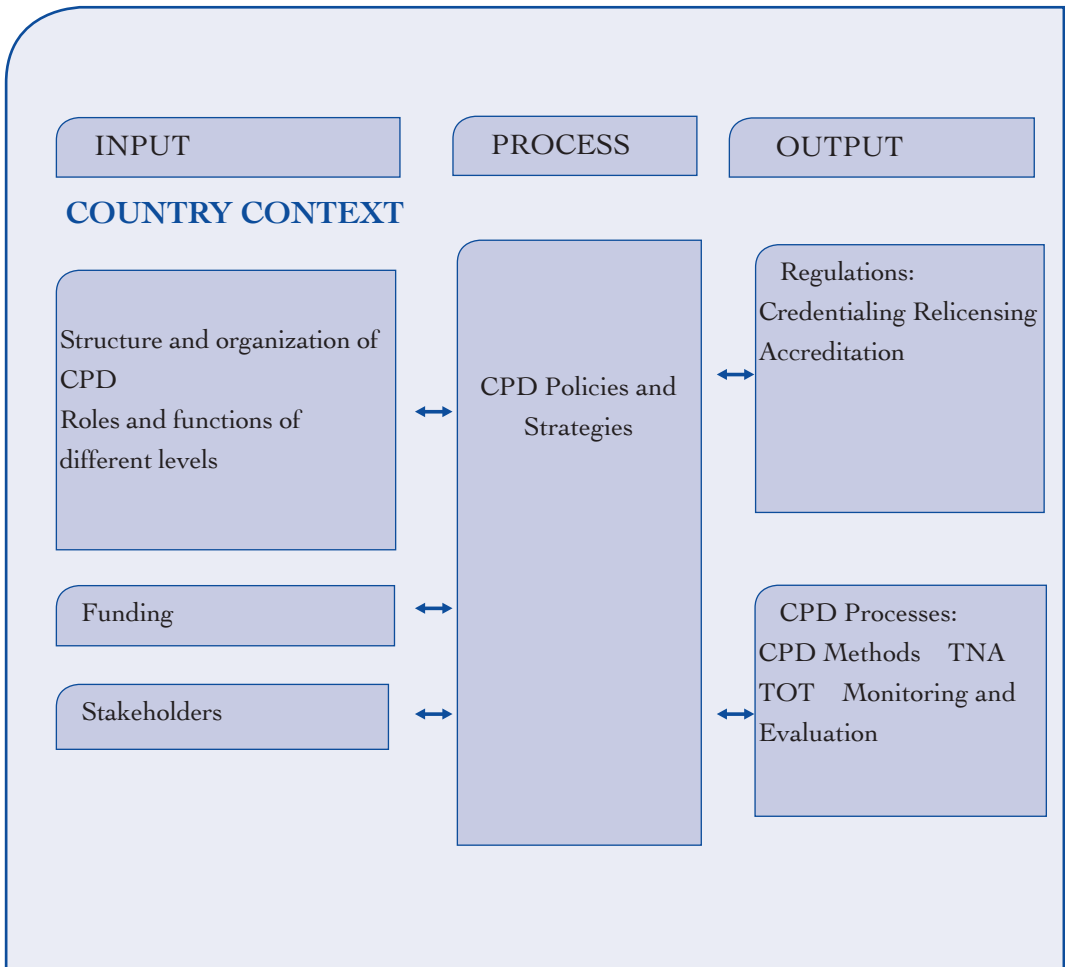 INPUT
PROCESS
OUTPUT
COUNTRY CONTEXT
Structure and organization of
CPD
Roles and functions of
different levels
Funding
Stakeholders
CPD Policies and
Strategies
Regulations:
Credentialing Relicensing
Accreditation
CPD Processes:
CPD Methods TNA
TOT Monitoring and
Evaluation